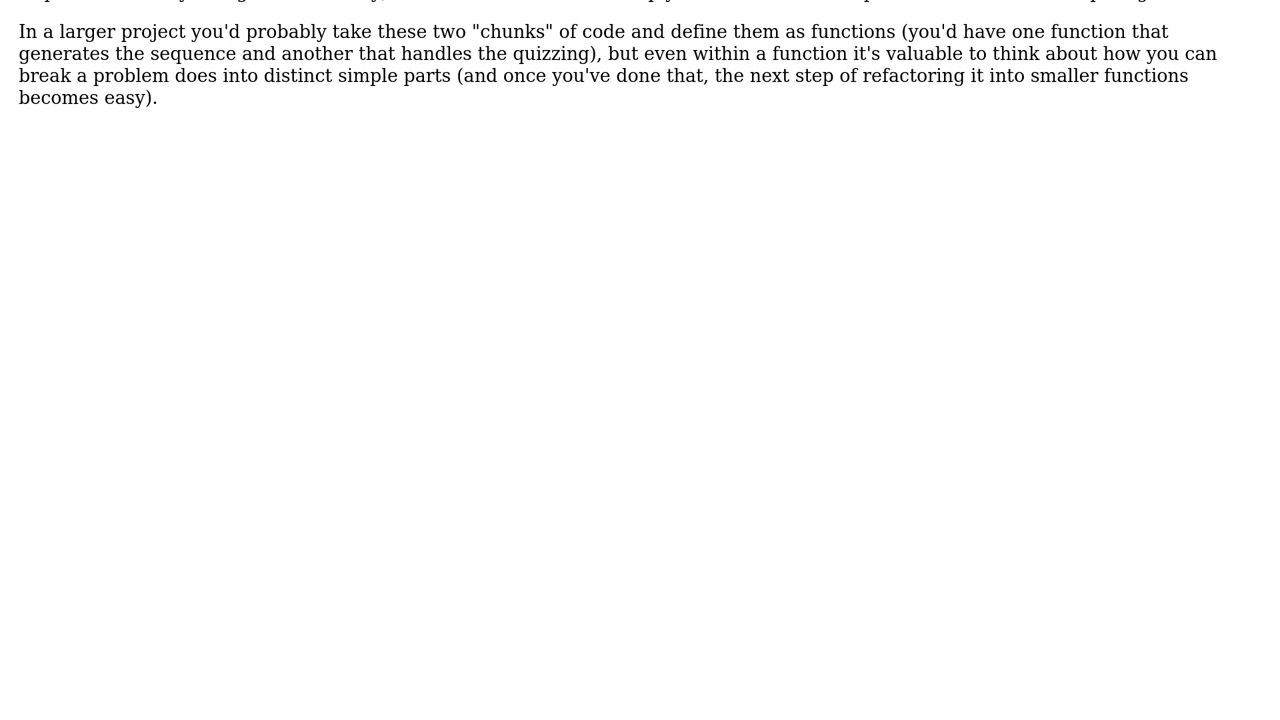 In a larger project you'd probably take these two "chunks" of code and define them as functions (you'd have one function that
generates the sequence and another that handles the quizzing), but even within a function it's valuable to think about how you can
break a problem does into distinct simple parts (and once you've done that, the next step of refactoring it into smaller functions
becomes easy).